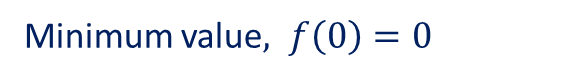 Minimum value, f(0) = 0